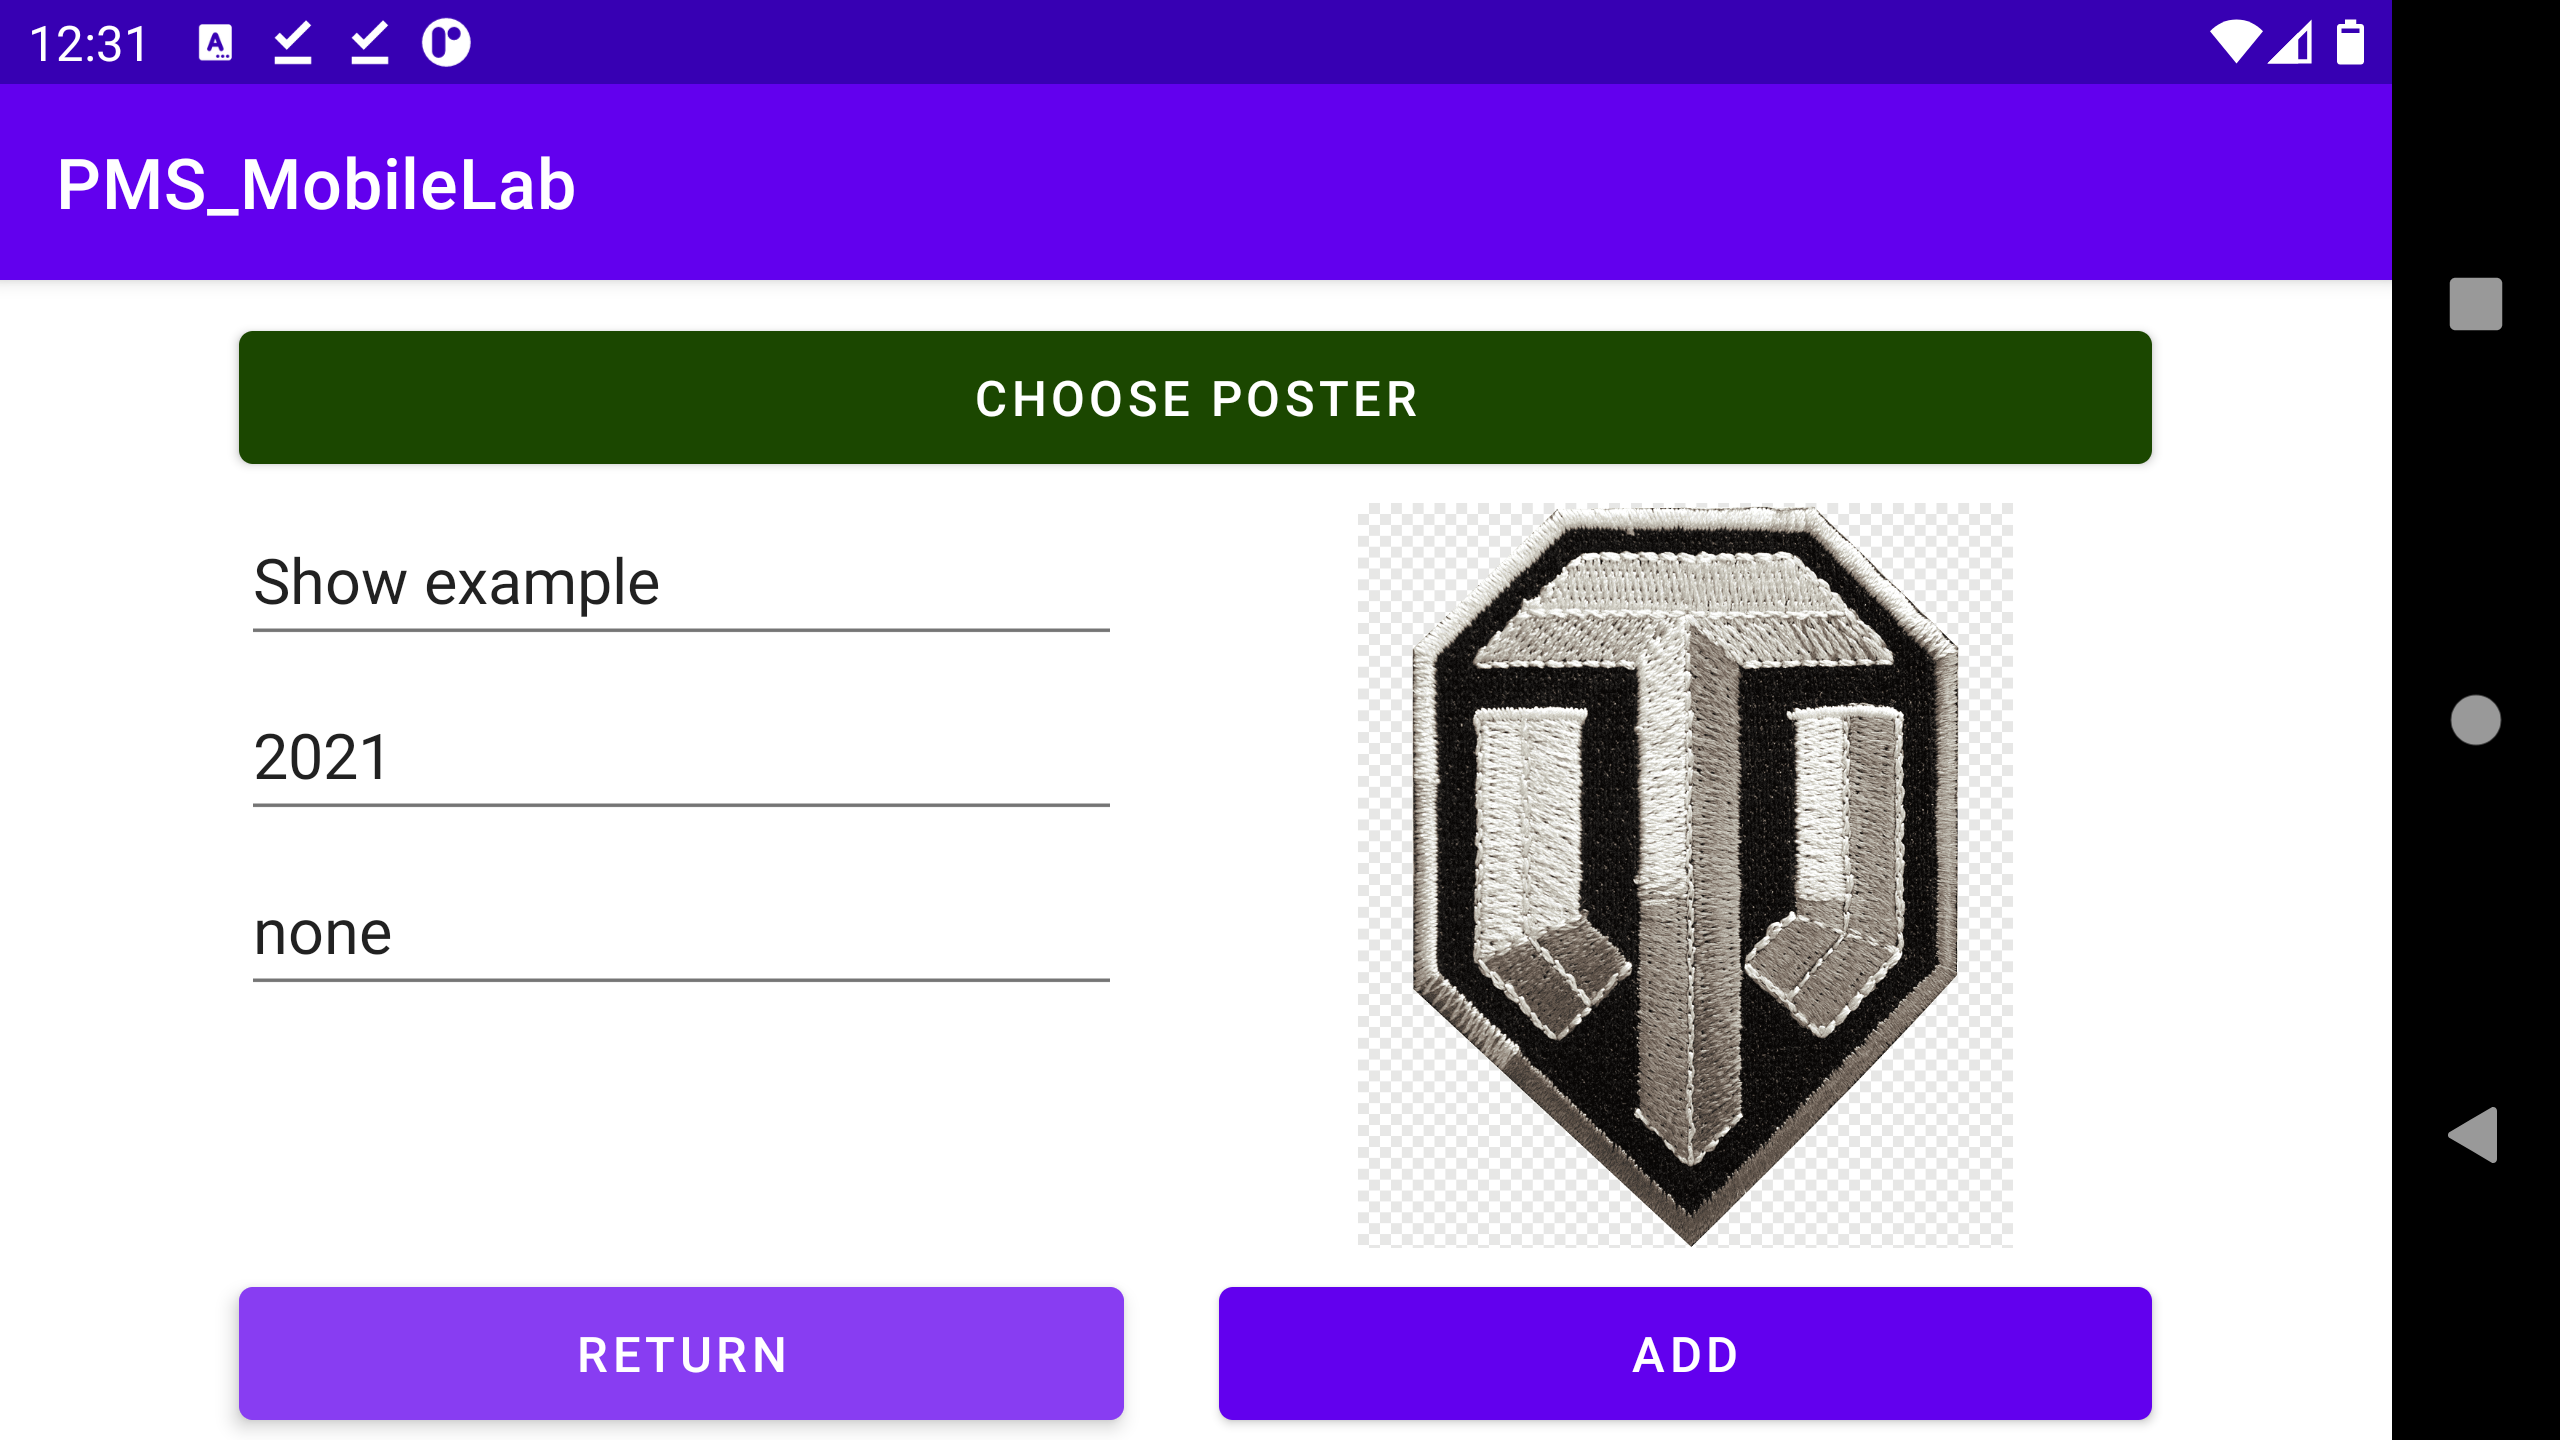 12:31
PMS_MobileLab
CHOOSE POSTER
Show example
2021
none
RETURN
ADD